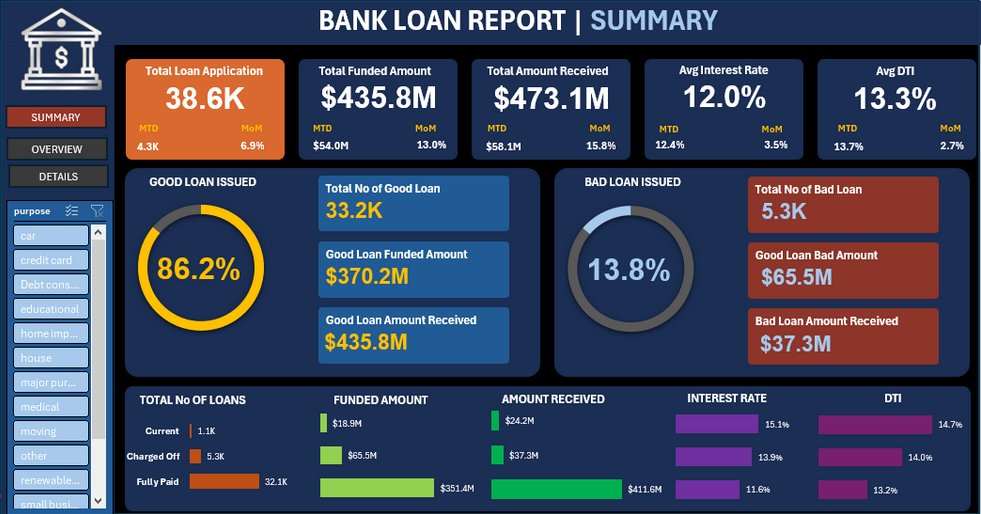 BANK LOAN REPORT | SUMMARY
$
SUMMARY
OVERVIEW
DETAILS
purpose
car
credit card
Debt cons...
educational
home imp...
house
major pur...
medical
moving
other
renewable...
small busi...
Total Loan Application
38.6K
MTD MoM
4.3K 6.9%
Total Funded Amount
$435.8M
MTD MoM
$54.0M 13.0%
Total Amount Received
$473.1M
MTD MoM
$58.1M 15.8%
Avg Interest Rate
12.0%
MTD MoM
12.4% 3.5%
Avg DTI
13.3%
MTD MoM
13.7% 2.7%
GOOD LOAN ISSUED
86.2%
Total No of Good Loan
33.2K
Good Loan Funded Amount
$370.2M
Good Loan Amount Received
$435.8M
BAD LOAN ISSUED
13.8%
Total No of Bad Loan
5.3K
Good Loan Bad Amount
$65.5M
Bad Loan Amount Received
$37.3M
TOTAL No OF LOANS
Current 1.1K
Charged Off 5.3K
Fully Paid 32.1K
FUNDED AMOUNT
$18.9M
$65.5M
$351.4M
AMOUNT RECEIVED
$24.2M
$37.3M
$411.6M
INTEREST RATE
15.1%
13.9%
11.6%
DTI
14.7%
14.0%
13.2%